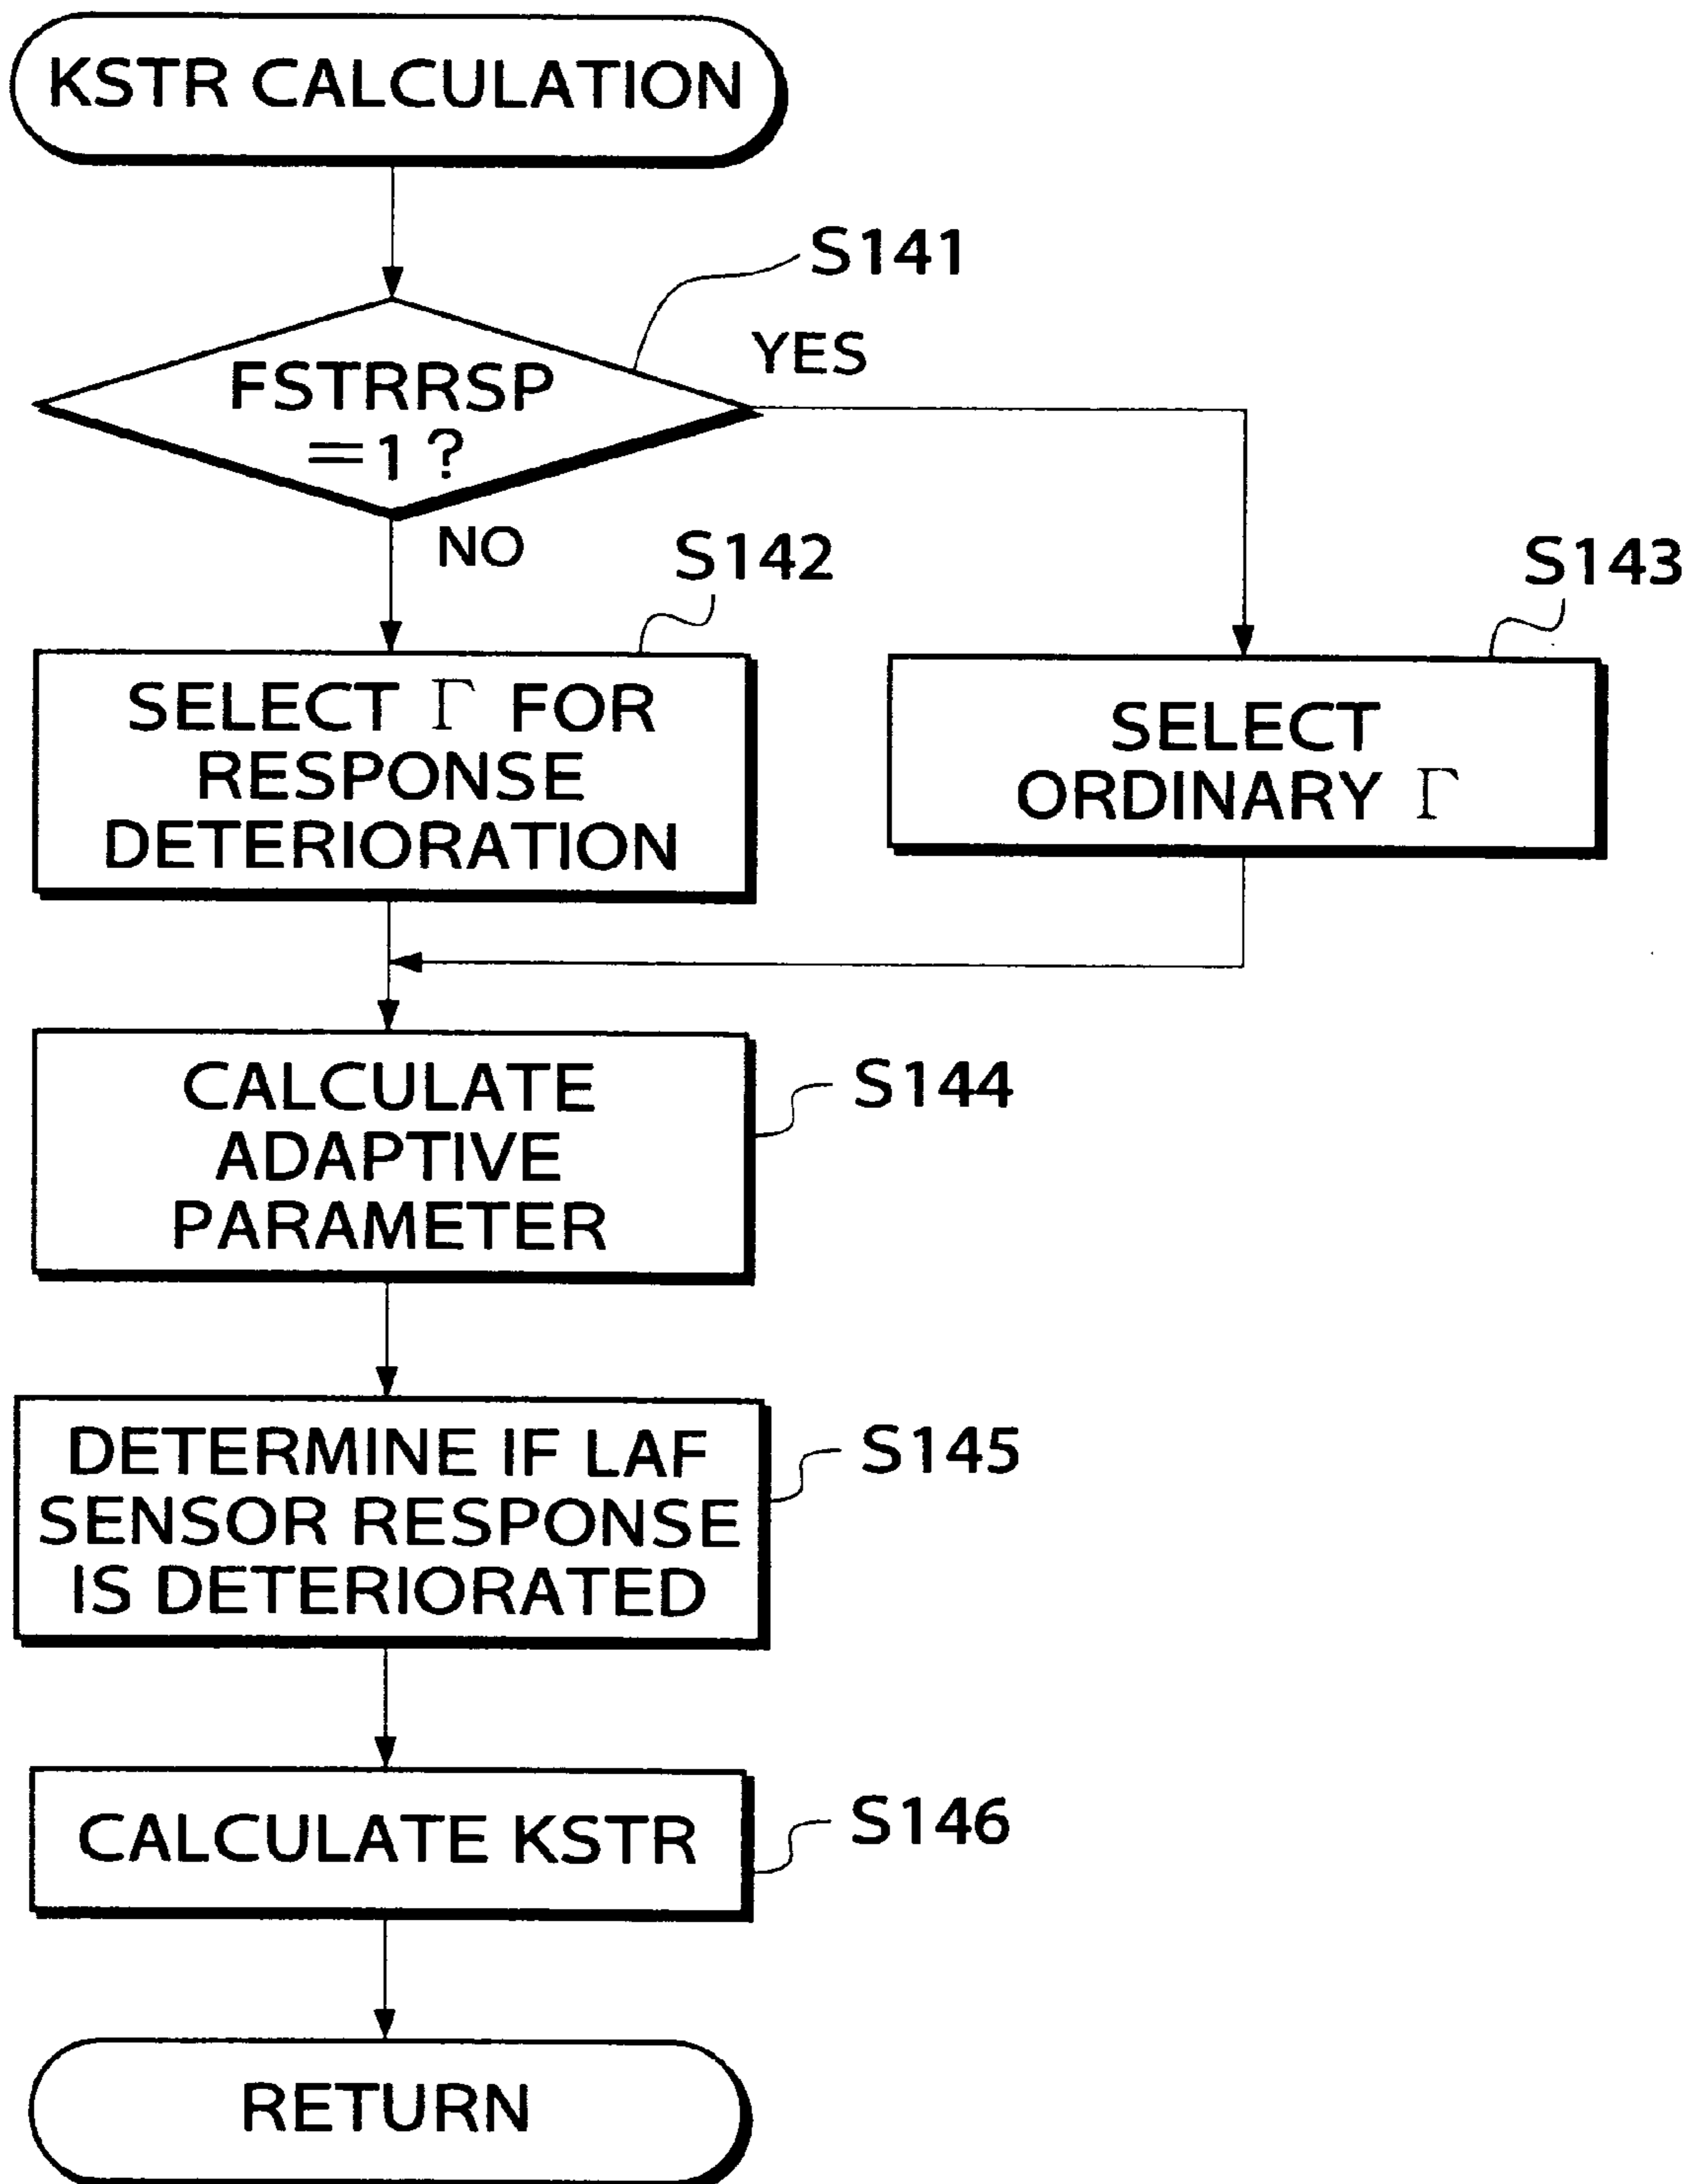 KSTR CALCULATION
S141
YES
FSTRRSP
=1 ?
NO
S142
S143
SELECT Γ FOR
RESPONSE
DETERIORATION
SELECT
ORDINARY Γ
CALCULATE
ADAPTIVE
PARAMETER
S144
DETERMINE IF LAF
SENSOR RESPONSE
IS DETERIORATED
S145
CALCULATE KSTR
S146
RETURN